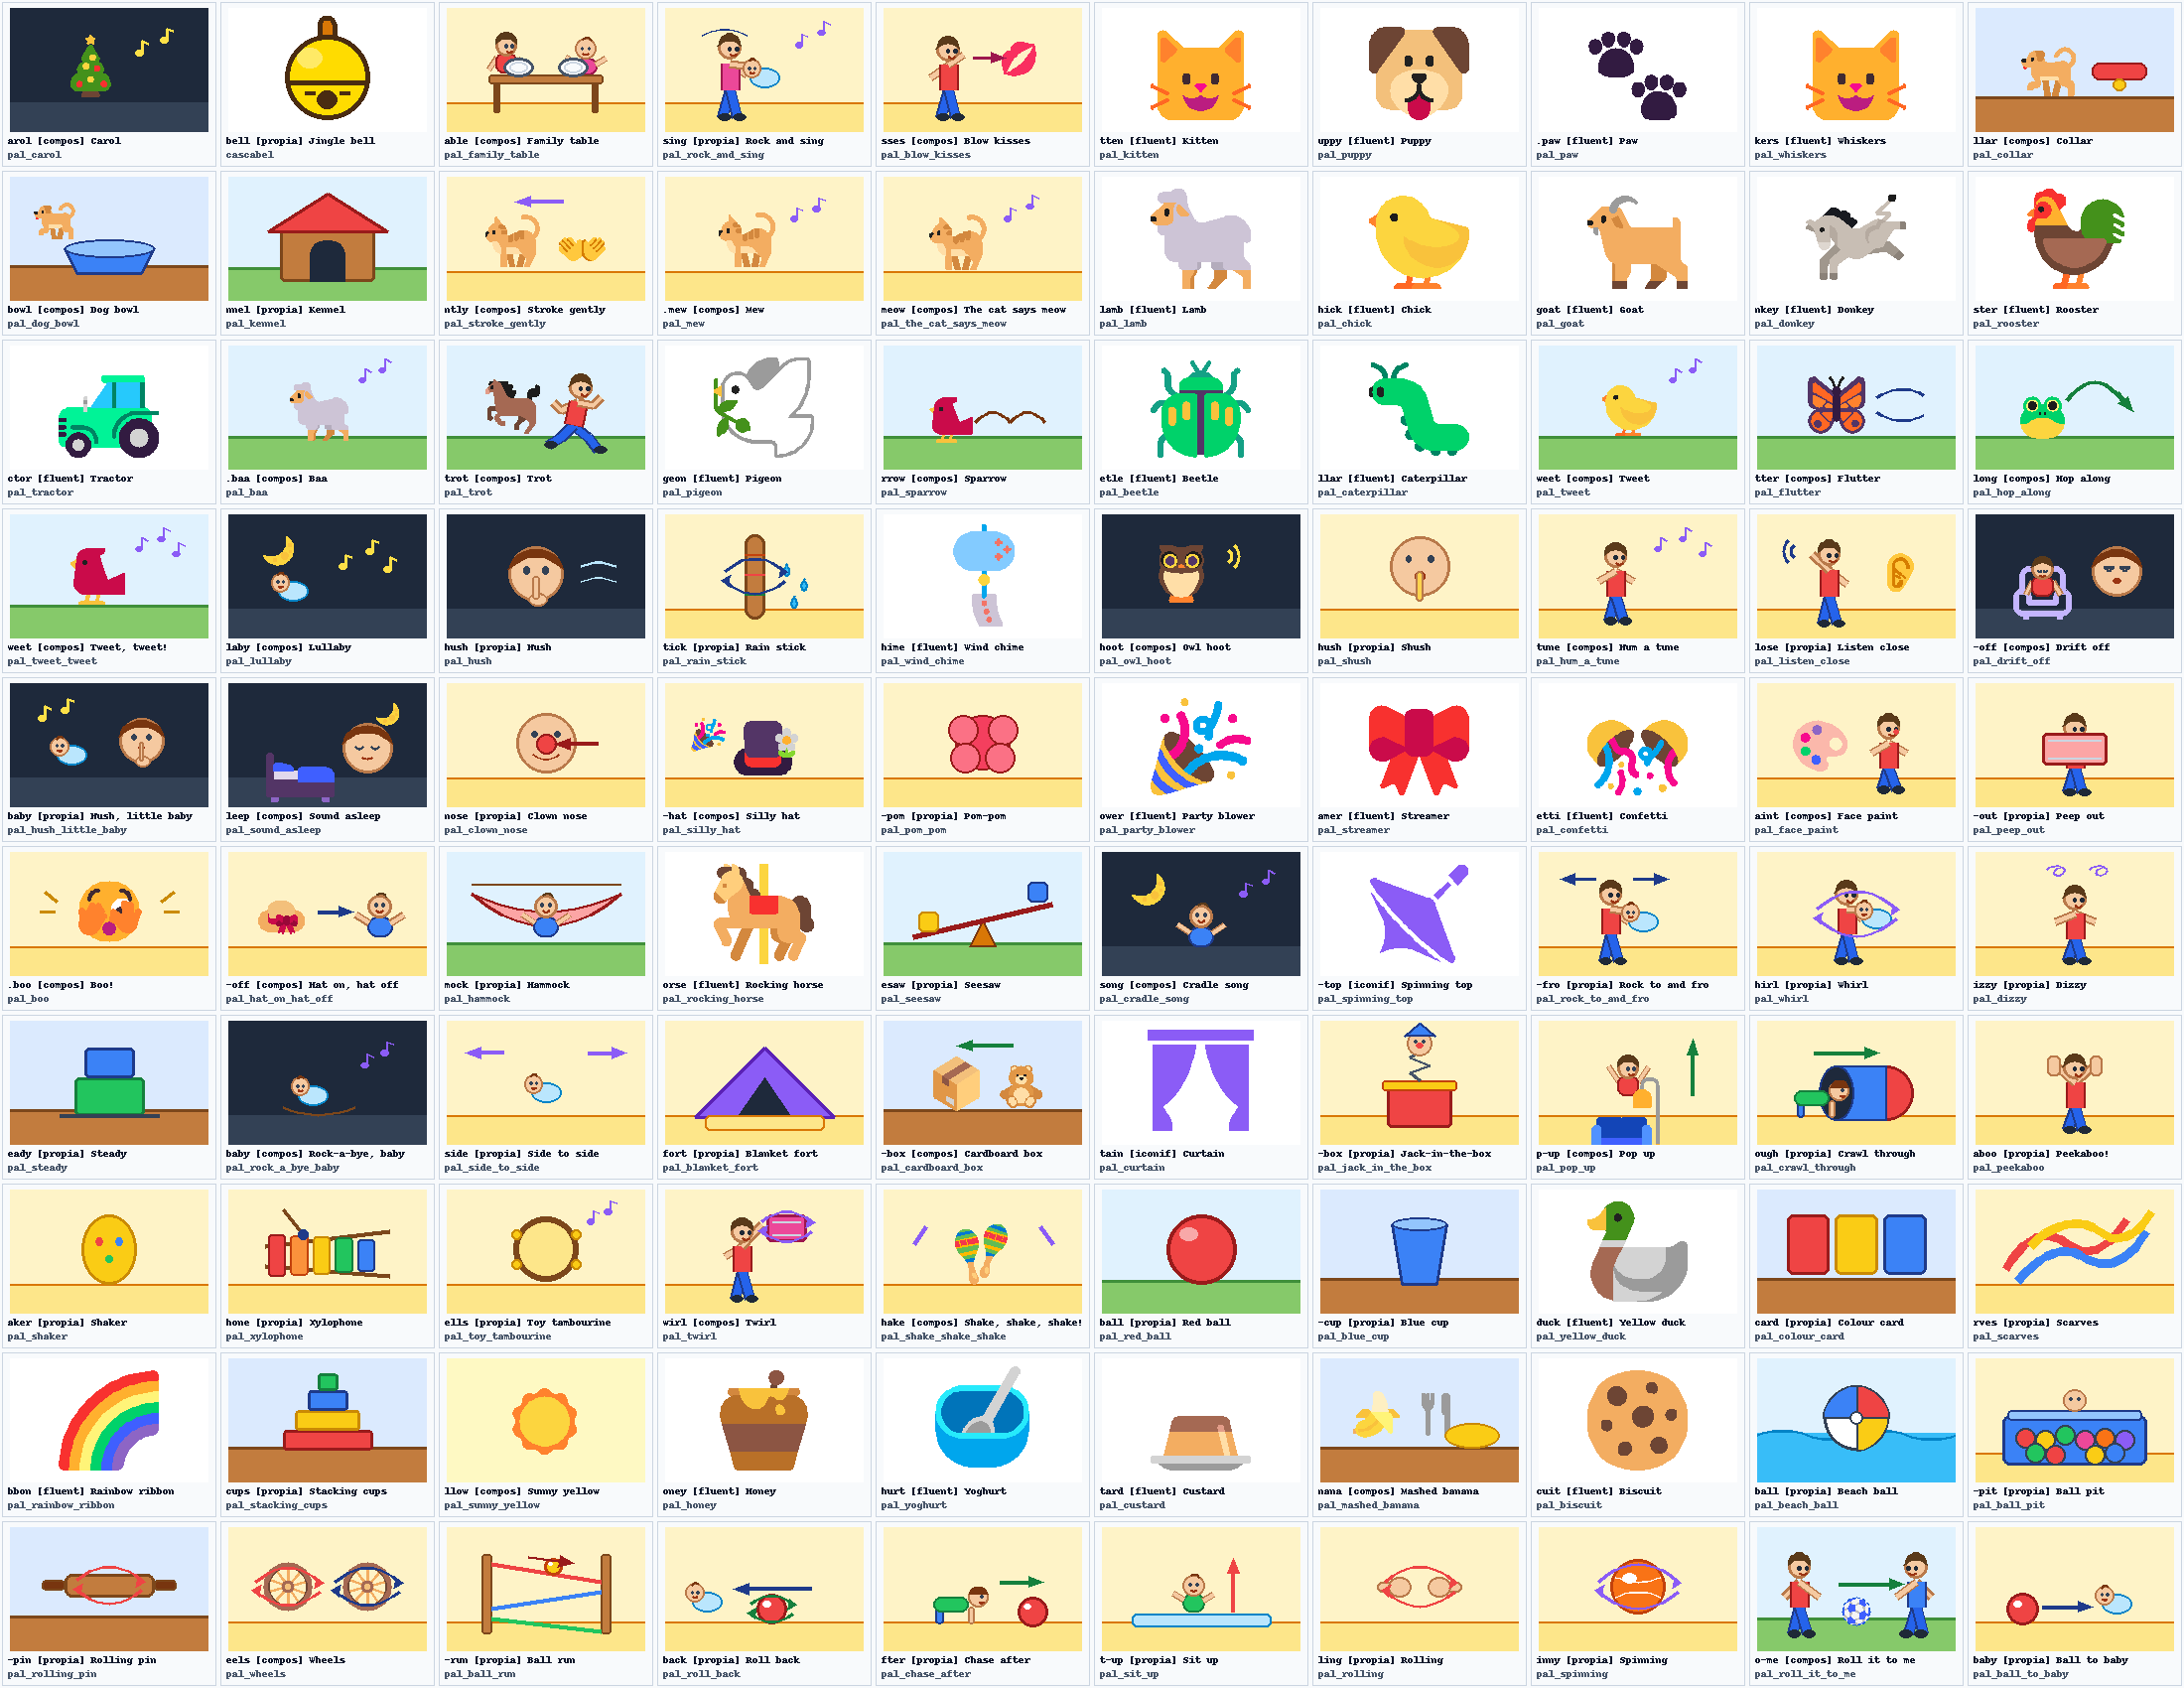 arol [compos] Carol
pal_carol
bell [propia] Jingle bell
cascabel
able [compos] Family table
pal_family_table
sing [propia] Rock and sing
pal_rock_and_sing
sses [compos] Blow kisses
pal_blow_kisses
tten [fluent] Kitten
pal_kitten
uppy [fluent] Puppy
pal_puppy
.paw [fluent] Paw
pal_paw
kers [fluent] Whiskers
pal_whiskers
llar [compos] Collar
pal_collar
bowl [compos] Dog bowl
pal_dog_bowl
nnel [propia] Kennel
pal_kennel
ntly [compos] Stroke gently
pal_stroke_gently
.mew [compos] Mew
pal_mew
meow [compos] The cat says meow
pal_the_cat_says_meow
lamb [fluent] Lamb
pal_lamb
hick [fluent] Chick
pal_chick
goat [fluent] Goat
pal_goat
nkey [fluent] Donkey
pal_donkey
ster [fluent] Rooster
pal_rooster
ctor [fluent] Tractor
pal_tractor
.baa [compos] Baa
pal_baa
trot [compos] Trot
pal_trot
geon [fluent] Pigeon
pal_pigeon
rrow [compos] Sparrow
pal_sparrow
etle [fluent] Beetle
pal_beetle
llar [fluent] Caterpillar
pal_caterpillar
weet [compos] Tweet
pal_tweet
tter [compos] Flutter
pal_flutter
long [compos] Hop along
pal_hop_along
weet [compos] Tweet, tweet!
pal_tweet_tweet
laby [compos] Lullaby
pal_lullaby
hush [propia] Hush
pal_hush
tick [propia] Rain stick
pal_rain_stick
hime [fluent] Wind chime
pal_wind_chime
hoot [compos] Owl hoot
pal_owl_hoot
hush [propia] Shush
pal_shush
tune [compos] Hum a tune
pal_hum_a_tune
lose [propia] Listen close
pal_listen_close
-off [compos] Drift off
pal_drift_off
baby [propia] Hush, little baby
pal_hush_little_baby
leep [compos] Sound asleep
pal_sound_asleep
nose [propia] Clown nose
pal_clown_nose
-hat [compos] Silly hat
pal_silly_hat
-pom [propia] Pom-pom
pal_pom_pom
ower [fluent] Party blower
pal_party_blower
amer [fluent] Streamer
pal_streamer
etti [fluent] Confetti
pal_confetti
aint [compos] Face paint
pal_face_paint
-out [propia] Peep out
pal_peep_out
.boo [compos] Boo!
pal_boo
-off [compos] Hat on, hat off
pal_hat_on_hat_off
mock [propia] Hammock
pal_hammock
orse [fluent] Rocking horse
pal_rocking_horse
esaw [propia] Seesaw
pal_seesaw
song [compos] Cradle song
pal_cradle_song
-top [iconif] Spinning top
pal_spinning_top
-fro [propia] Rock to and fro
pal_rock_to_and_fro
hirl [propia] Whirl
pal_whirl
izzy [propia] Dizzy
pal_dizzy
eady [propia] Steady
pal_steady
baby [compos] Rock-a-bye, baby
pal_rock_a_bye_baby
side [propia] Side to side
pal_side_to_side
fort [propia] Blanket fort
pal_blanket_fort
-box [compos] Cardboard box
pal_cardboard_box
tain [iconif] Curtain
pal_curtain
-box [propia] Jack-in-the-box
pal_jack_in_the_box
p-up [compos] Pop up
pal_pop_up
ough [propia] Crawl through
pal_crawl_through
aboo [propia] Peekaboo!
pal_peekaboo
aker [propia] Shaker
pal_shaker
hone [propia] Xylophone
pal_xylophone
ells [propia] Toy tambourine
pal_toy_tambourine
wirl [compos] Twirl
pal_twirl
hake [compos] Shake, shake, shake!
pal_shake_shake_shake
ball [propia] Red ball
pal_red_ball
-cup [propia] Blue cup
pal_blue_cup
duck [fluent] Yellow duck
pal_yellow_duck
card [propia] Colour card
pal_colour_card
rves [propia] Scarves
pal_scarves
bbon [fluent] Rainbow ribbon
pal_rainbow_ribbon
cups [propia] Stacking cups
pal_stacking_cups
llow [compos] Sunny yellow
pal_sunny_yellow
oney [fluent] Honey
pal_honey
hurt [fluent] Yoghurt
pal_yoghurt
tard [fluent] Custard
pal_custard
nana [compos] Mashed banana
pal_mashed_banana
cuit [fluent] Biscuit
pal_biscuit
ball [propia] Beach ball
pal_beach_ball
-pit [propia] Ball pit
pal_ball_pit
-pin [propia] Rolling pin
pal_rolling_pin
eels [compos] Wheels
pal_wheels
-run [propia] Ball run
pal_ball_run
back [propia] Roll back
pal_roll_back
fter [propia] Chase after
pal_chase_after
t-up [propia] Sit up
pal_sit_up
ling [propia] Rolling
pal_rolling
inny [propia] Spinning
pal_spinning
o-me [compos] Roll it to me
pal_roll_it_to_me
baby [propia] Ball to baby
pal_ball_to_baby